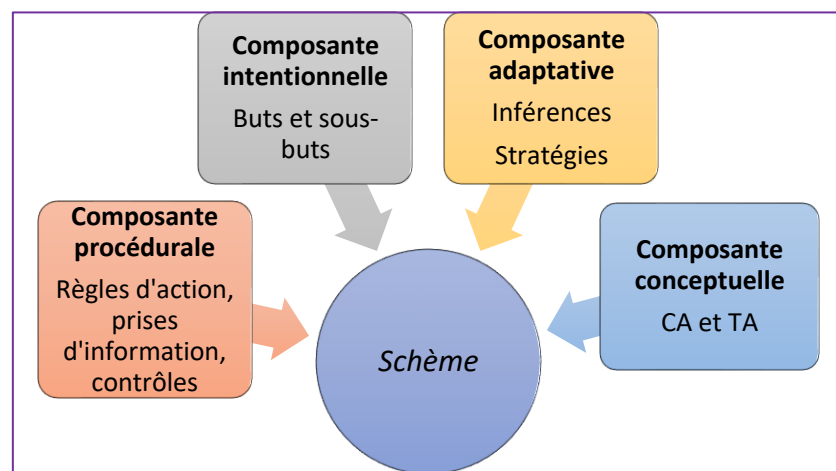 Composante
intentionnelle
Buts et sous-
buts
Composante
adaptative
Inférences
Stratégies
Composante
procédurale
Règles d'action,
prises
d'information,
contrôles
Composante
conceptuelle
CA et TA
Schème